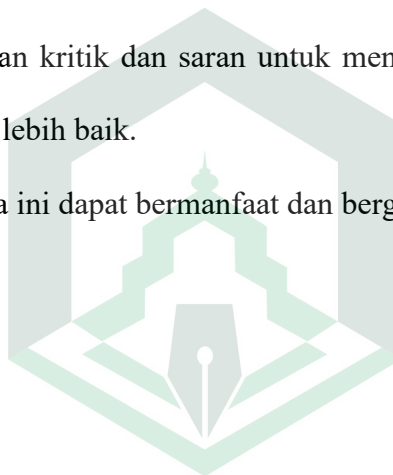 an kritik dan saran untuk men
lebih baik.
a ini dapat bermanfaat dan berg